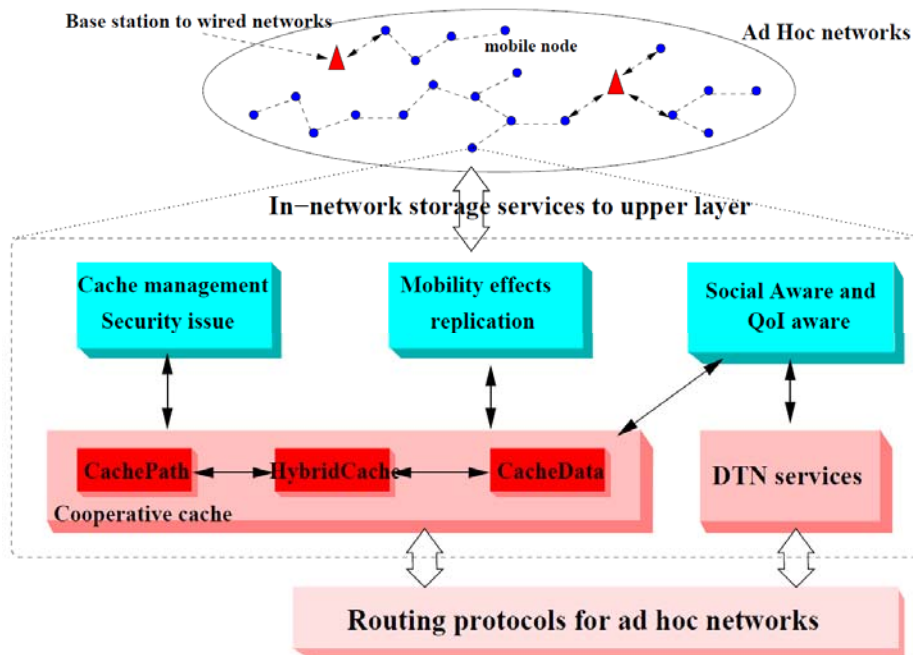 Base station to wired networks
Ad Hoc networks
mobile node
In−network storage services to upper layer
Cache management
Security issue
Mobility effects
replication
Social Aware and
QoI aware
CachePath
HybridCache
CacheData
Cooperative cache
DTN services
Routing protocols for ad hoc networks